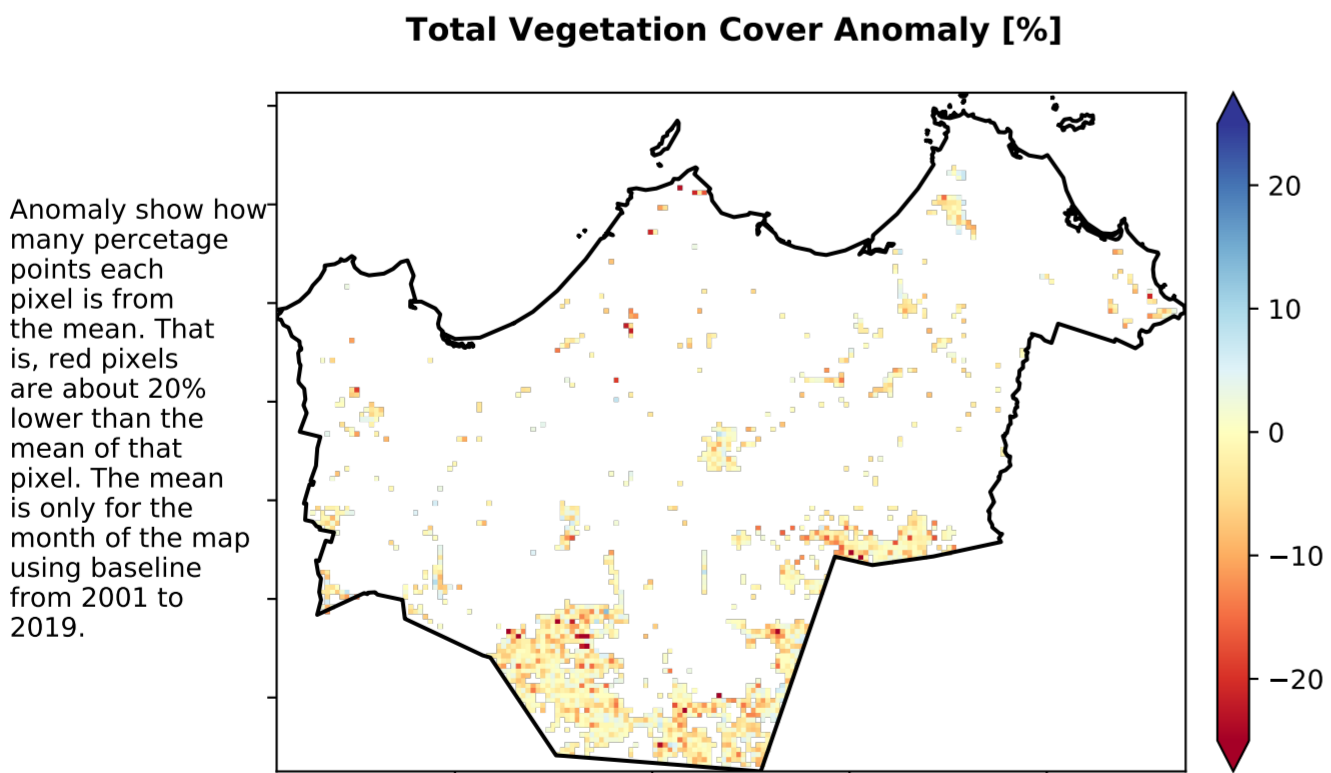 Total Vegetation Cover Anomaly [%]
Anomaly show how
many percetage
points each
pixel is from
the mean. That
is, red pixels
are about 20%
lower than the
mean of that
pixel. The mean
is only for the
month of the map
using baseline
from 2001 to
2019.
20
10
0
−10
−20